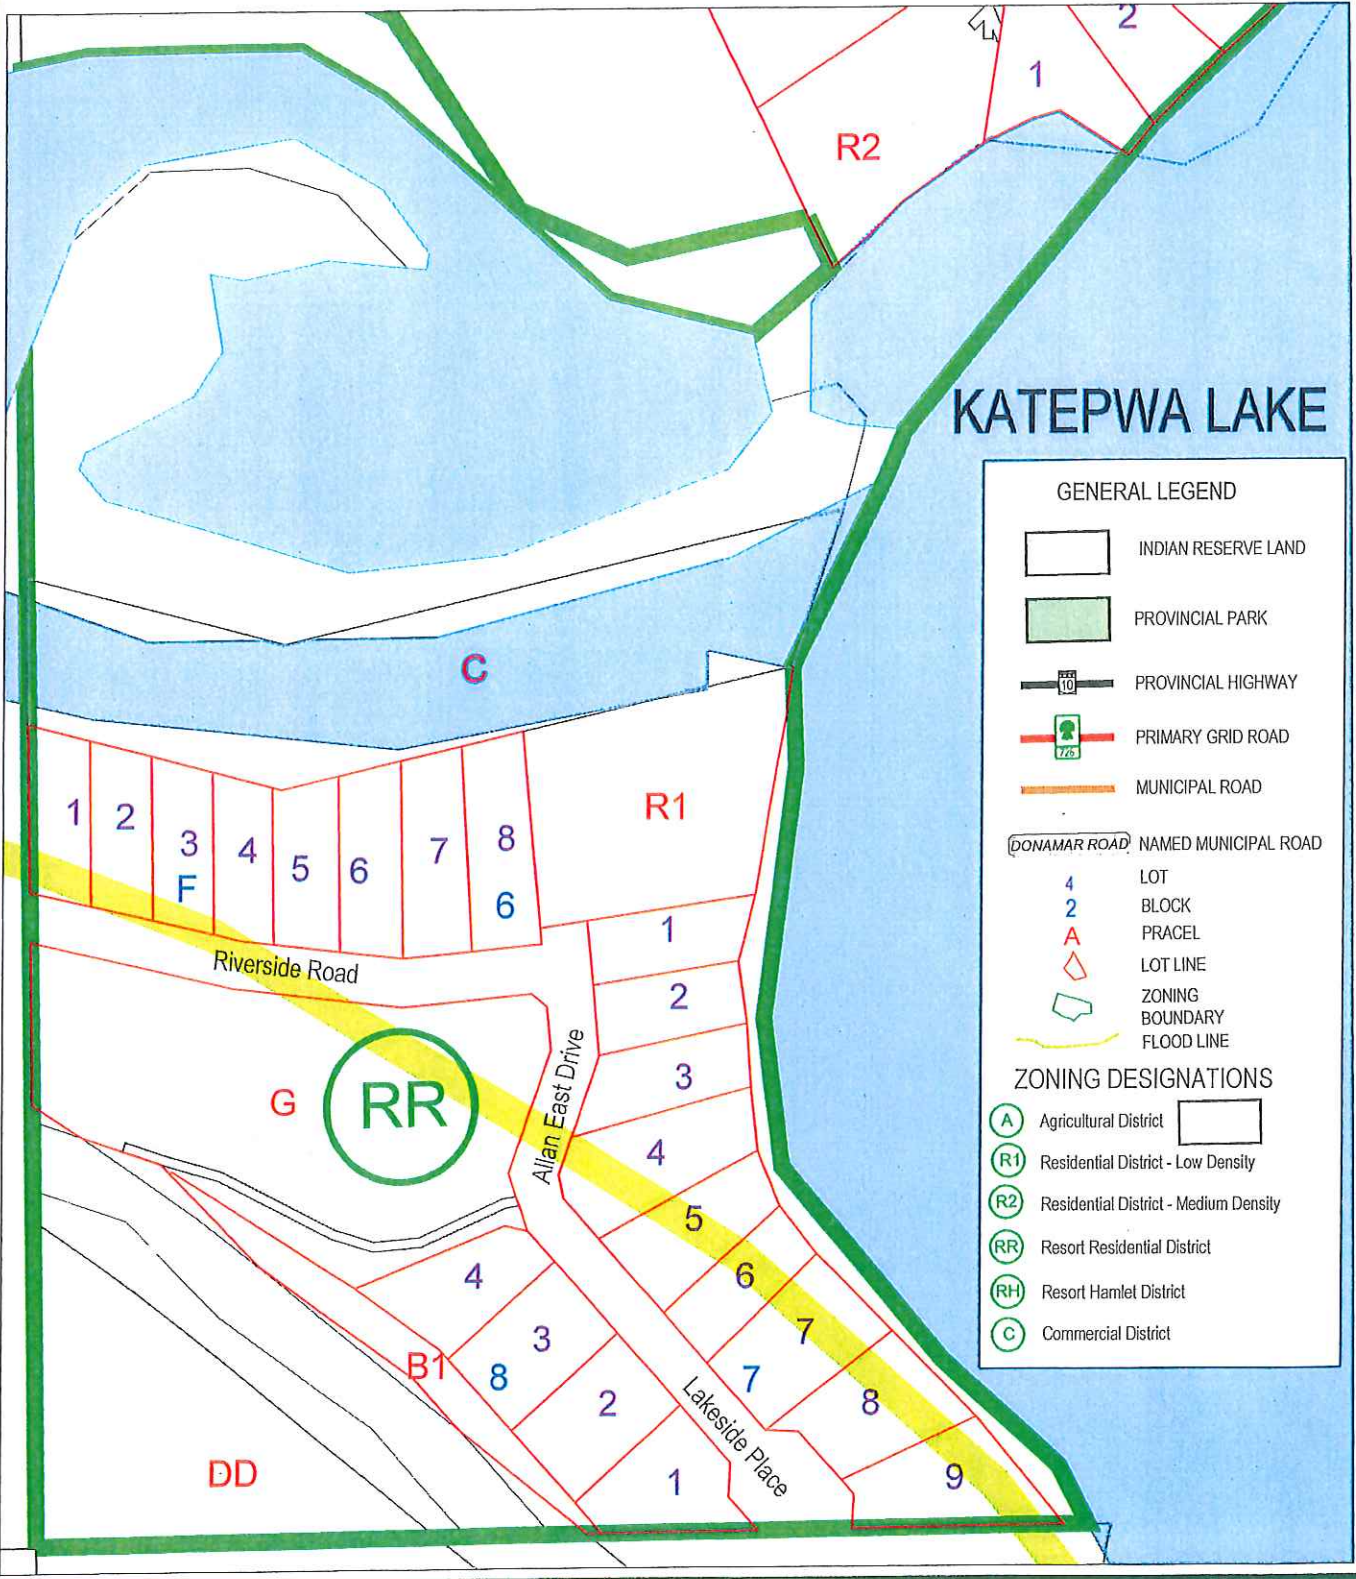 2
1
R2
KATEPWA LAKE
GENERAL LEGEND
INDIAN RESERVE LAND
PROVINCIAL PARK
10
PROVINCIAL HIGHWAY
PRIMARY GRID ROAD
MUNICIPAL ROAD
DONAMAR ROAD
NAMED MUNICIPAL ROAD
4
LOT
2
BLOCK
A
PRACEL
LOT LINE
ZONING
BOUNDARY
FLOOD LINE
ZONING DESIGNATIONS
A
Agricultural District
R1
Residential District - Low Density
R2
Residential District - Medium Density
RR
Resort Residential District
RH
Resort Hamlet District
C
Commercial District
C
R1
1
2
3
4
5
6
7
8
F
6
Riverside Road
1
2
3
4
5
6
7
8
9
7
Allan East Drive
G
RR
4
3
8
2
1
B1
Lakeside Place
DD